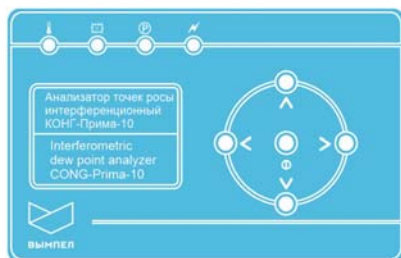 P
Анализатор точек росы
интерференционный
КОНГ-Прима-10
Interferometric
dew point analyzer
CONG-Prima-10
ВЫМПЕЛ